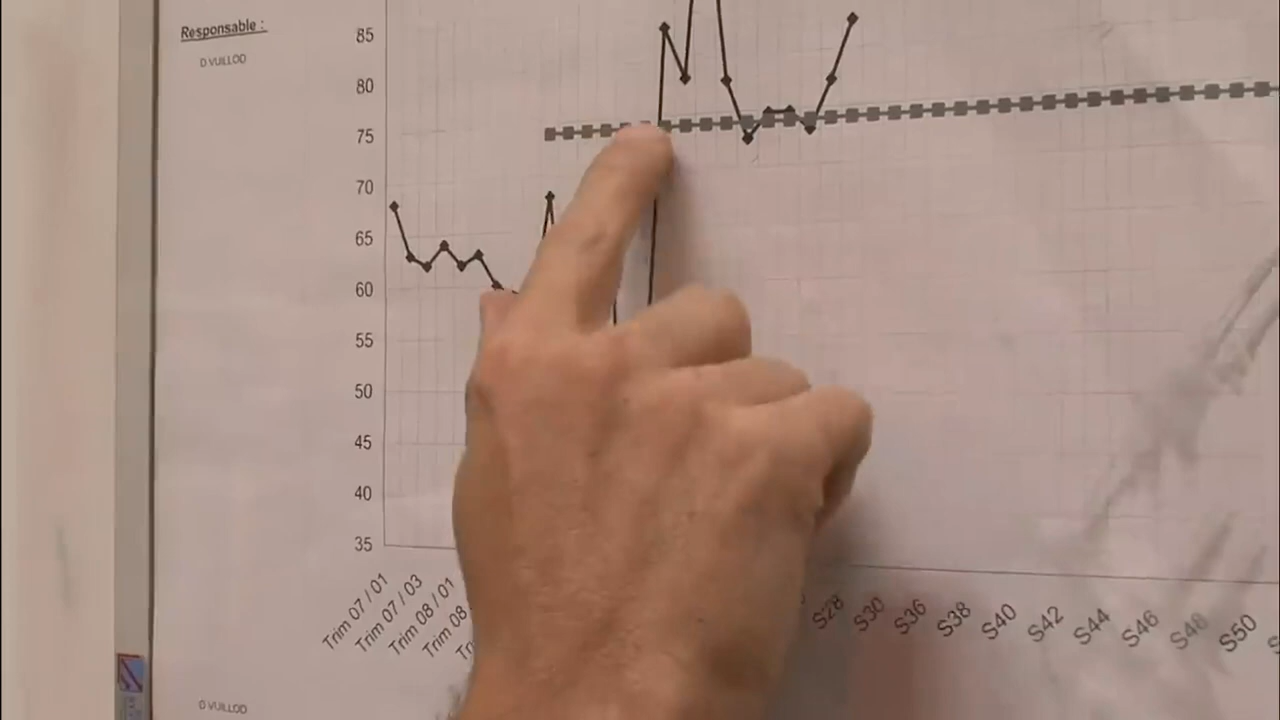 Responsable :
D VUILLOD
85
80
75
70
65
60
55
50
45
40
35
Trim 07 / 01
Trim 07 / 03
Trim 08 / 01
Trim 08
S28
S30
S36
S38
S40
S42
S44
S46
S48
S50
D VUILLOD